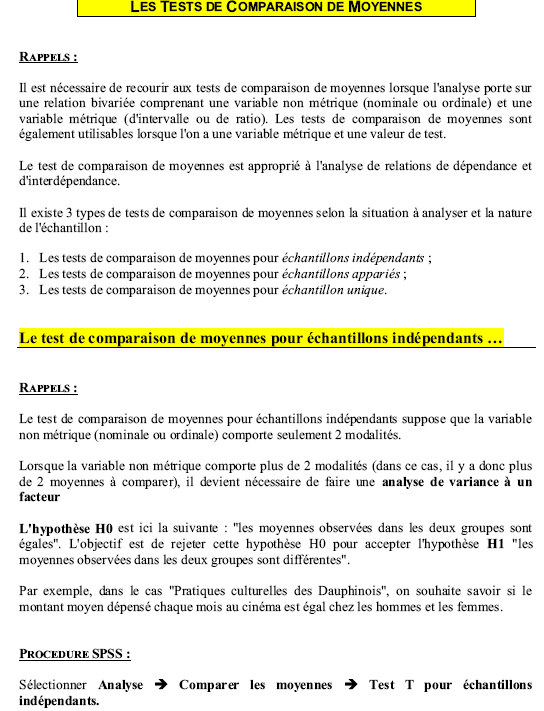 LES TESTS DE COMPARAISON DE MOYENNES
RAPPELS :
Il est nécessaire de recourir aux tests de comparaison de moyennes lorsque l'analyse porte sur
une relation bivariée comprenant une variable non métrique (nominale ou ordinale) et une
variable métrique (d'intervalle ou de ratio). Les tests de comparaison de moyennes sont
également utilisables lorsque l'on a une variable métrique et une valeur de test.
Le test de comparaison de moyennes est approprié à l'analyse de relations de dépendance et
d'interdépendance.
Il existe 3 types de tests de comparaison de moyennes selon la situation à analyser et la nature
de l'échantillon :
1. Les tests de comparaison de moyennes pour échantillons indépendants ;
2. Les tests de comparaison de moyennes pour échantillons appariés ;
3. Les tests de comparaison de moyennes pour échantillon unique.
Le test de comparaison de moyennes pour échantillons indépendants …
RAPPELS :
Le test de comparaison de moyennes pour échantillons indépendants suppose que la variable
non métrique (nominale ou ordinale) comporte seulement 2 modalités.
Lorsque la variable non métrique comporte plus de 2 modalités (dans ce cas, il y a donc plus
de 2 moyennes à comparer), il devient nécessaire de faire une analyse de variance à un
facteur
L'hypothèse H0 est ici la suivante : "les moyennes observées dans les deux groupes sont
égales". L'objectif est de rejeter cette hypothèse H0 pour accepter l'hypothèse H1 "les
moyennes observées dans les deux groupes sont différentes".
Par exemple, dans le cas "Pratiques culturelles des Dauphinois", on souhaite savoir si le
montant moyen dépensé chaque mois au cinéma est égal chez les hommes et les femmes.
PROCEDURE SPSS :
Sélectionner Analyse ➔ Comparer les moyennes ➔ Test T pour échantillons
indépendants.